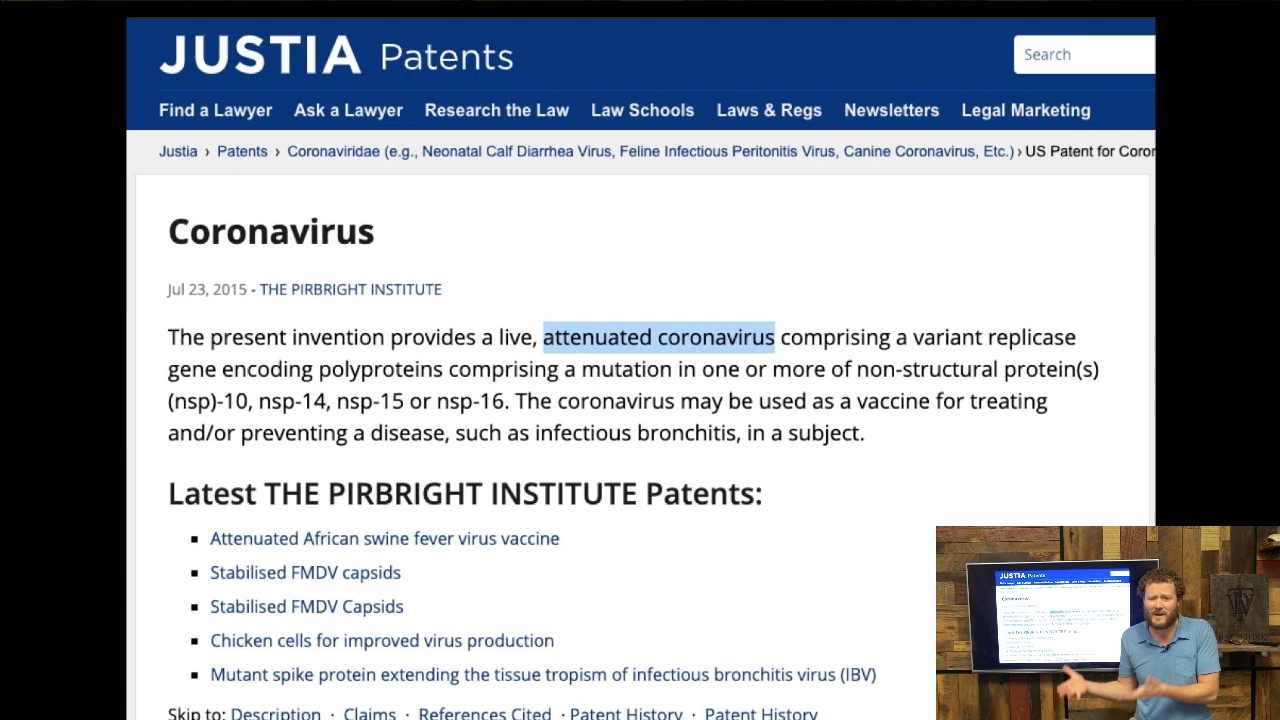 JUSTIA Patents
Search
Find a Lawyer Ask a Lawyer Research the Law Law Schools Laws & Regs Newsletters Legal Marketing
Justia › Patents › Coronaviridae (e.g., Neonatal Calf Diarrhea Virus, Feline Infectious Peritonitis Virus, Canine Coronavirus, Etc.) › US Patent for Coror
Coronavirus
Jul 23, 2015 - THE PIRBRIGHT INSTITUTE
The present invention provides a live, attenuated coronavirus comprising a variant replicase
gene encoding polyproteins comprising a mutation in one or more of non-structural protein(s)
(nsp)-10, nsp-14, nsp-15 or nsp-16. The coronavirus may be used as a vaccine for treating
and/or preventing a disease, such as infectious bronchitis, in a subject.
Latest THE PIRBRIGHT INSTITUTE Patents:
▪ Attenuated African swine fever virus vaccine
▪ Stabilised FMDV capsids
▪ Stabilised FMDV Capsids
▪ Chicken cells for improved virus production
▪ Mutant spike protein extending the tissue tropism of infectious bronchitis virus (IBV)
Skip to: Description · Claims · References Cited · Patent History · Patent History
JUSTIA Patents
Coronavirus